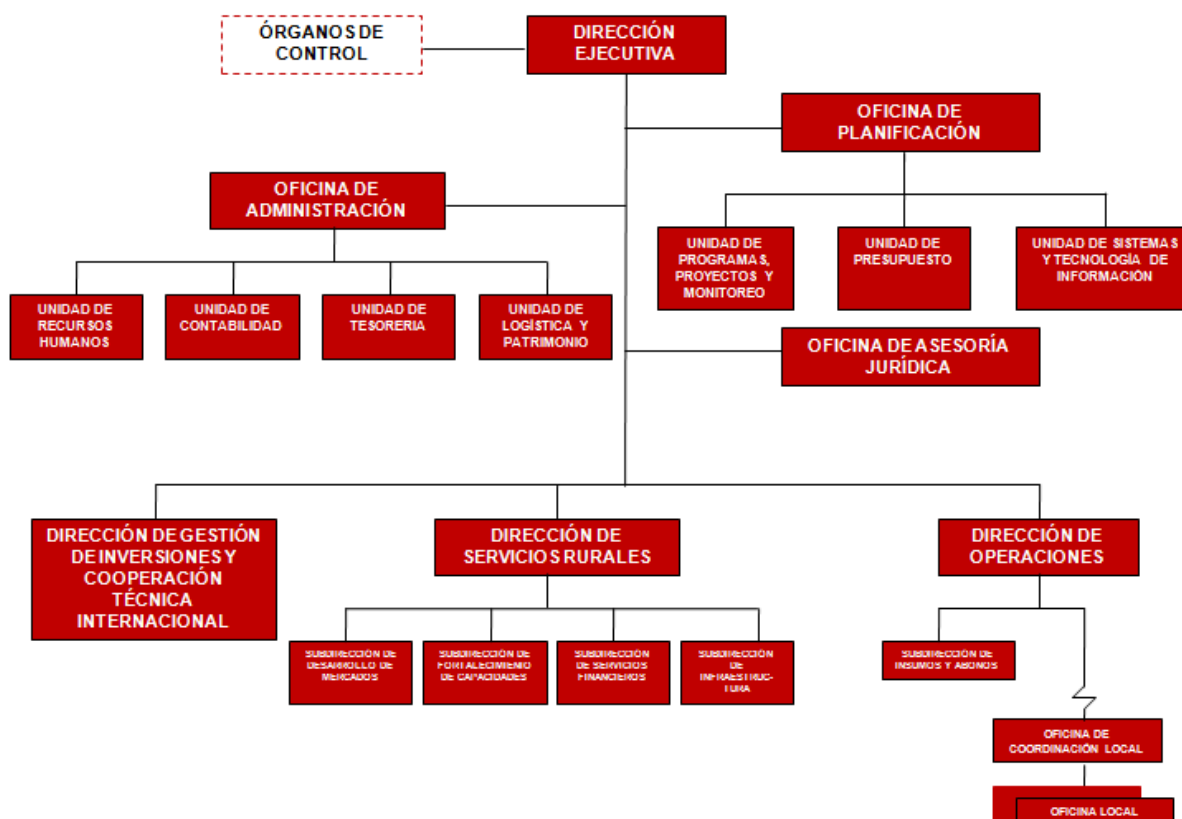 ÓRGANOS DE
CONTROL
DIRECCIÓN
EJECUTIVA
OFICINA DE
PLANIFICACIÓN
OFICINA DE
ADMINISTRACIÓN
UNIDAD DE
PROGRAMAS,
PROYECTOS Y
MONITOREO
UNIDAD DE
PRESUPUESTO
UNIDAD DE SISTEMAS
Y TECNOLOGÍA DE
INFORMACIÓN
UNIDAD DE
RECURSOS
HUMANOS
UNIDAD DE
CONTABILIDAD
UNIDAD DE
TESORERIA
UNIDAD DE
LOGÍSTICA Y
PATRIMONIO
OFICINA DE ASESORÍA
JURÍDICA
DIRECCIÓN DE GESTIÓN
DE INVERSIONES Y
COOPERACIÓN
TÉCNICA
INTERNACIONAL
DIRECCIÓN DE
SERVICIOS RURALES
DIRECCIÓN DE
OPERACIONES
SUBDIRECCIÓN DE
DESARROLLO DE
MERCADOS
SUBDIRECCIÓN DE
FORTALECIMIENTO
DE CAPACIDADES
SUBDIRECCIÓN
DE SERVICIOS
FINANCIEROS
SUBDIRECCIÓN
DE
INFRAESTRUC-
TURA
SUBDIRECCIÓN DE
INSUMOS Y ABONOS
OFICINA DE
COORDINACIÓN LOCAL
OFICINA LOCAL